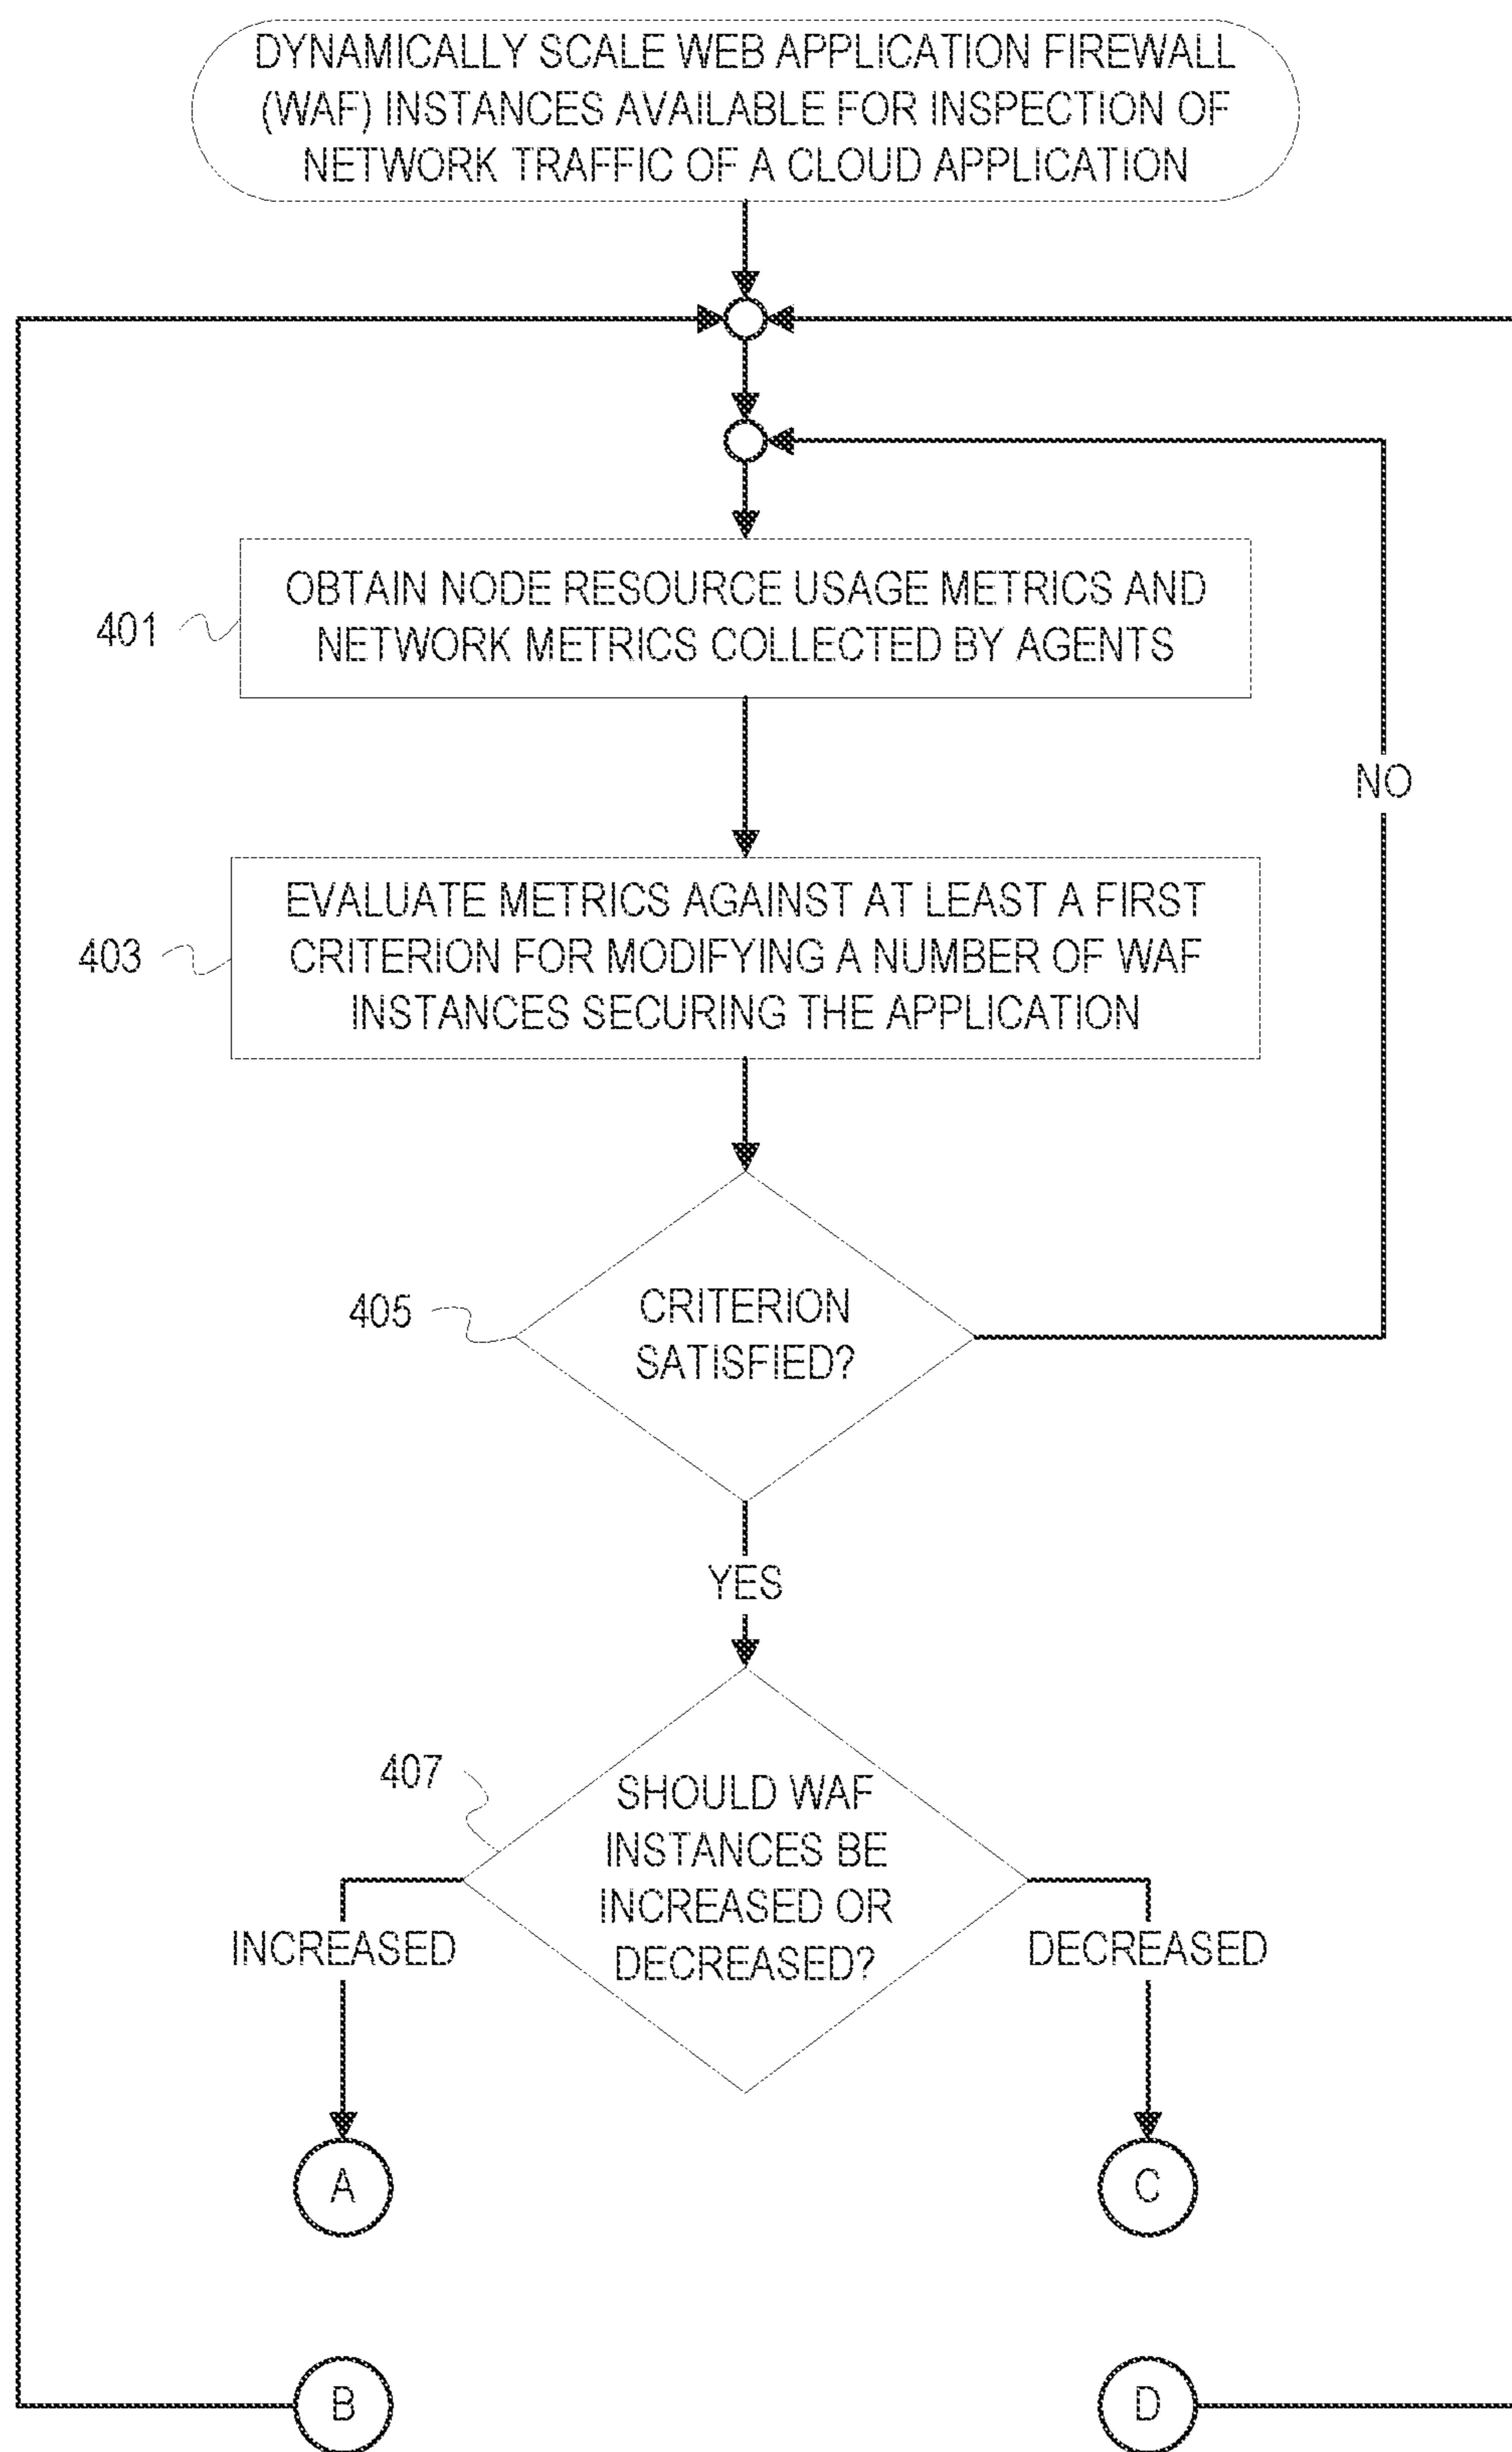 DYNAMICALLY SCALE WEB APPLICATION FIREWALL
(WAF) INSTANCES AVAILABLE FOR INSPECTION OF
NETWORK TRAFFIC OF A CLOUD APPLICATION
401
OBTAIN NODE RESOURCE USAGE METRICS AND
NETWORK METRICS COLLECTED BY AGENTS
NO
403
EVALUATE METRICS AGAINST AT LEAST A FIRST
CRITERION FOR MODIFYING A NUMBER OF WAF
INSTANCES SECURING THE APPLICATION
405
CRITERION
SATISFIED?
YES
407
SHOULD WAF
INSTANCES BE
INCREASED OR
DECREASED?
INCREASED
DECREASED
A
C
B
D